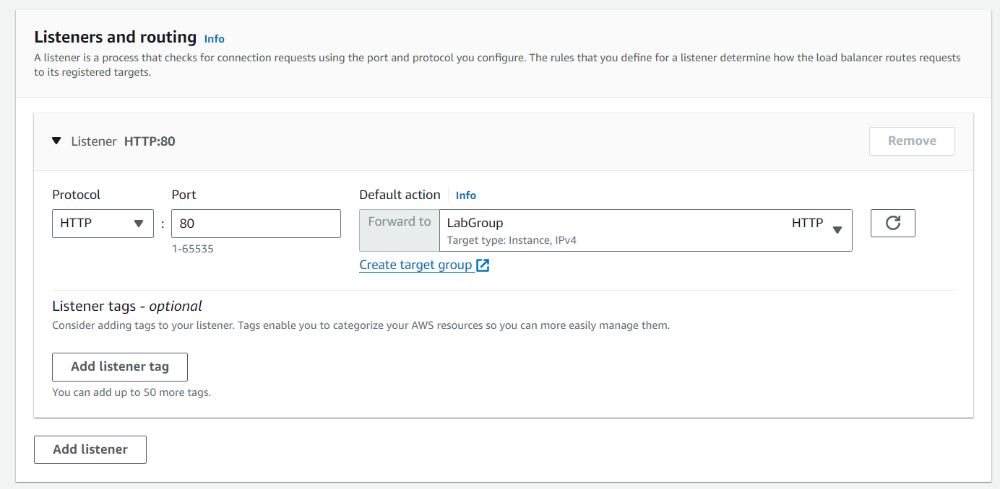 Listeners and routing Info
A listener is a process that checks for connection requests using the port and protocol you configure. The rules that you define for a listener determine how the load balancer routes requests
to its registered targets.
Listener HTTP:80
Remove
Protocol
Port
Default action Info
HTTP
:
80
Forward to
LabGroup
HTTP
Target type: Instance, IPv4
1-65535
Create target group
Listener tags - optional
Consider adding tags to your listener. Tags enable you to categorize your AWS resources so you can more easily manage them.
Add listener tag
You can add up to 50 more tags.
Add listener